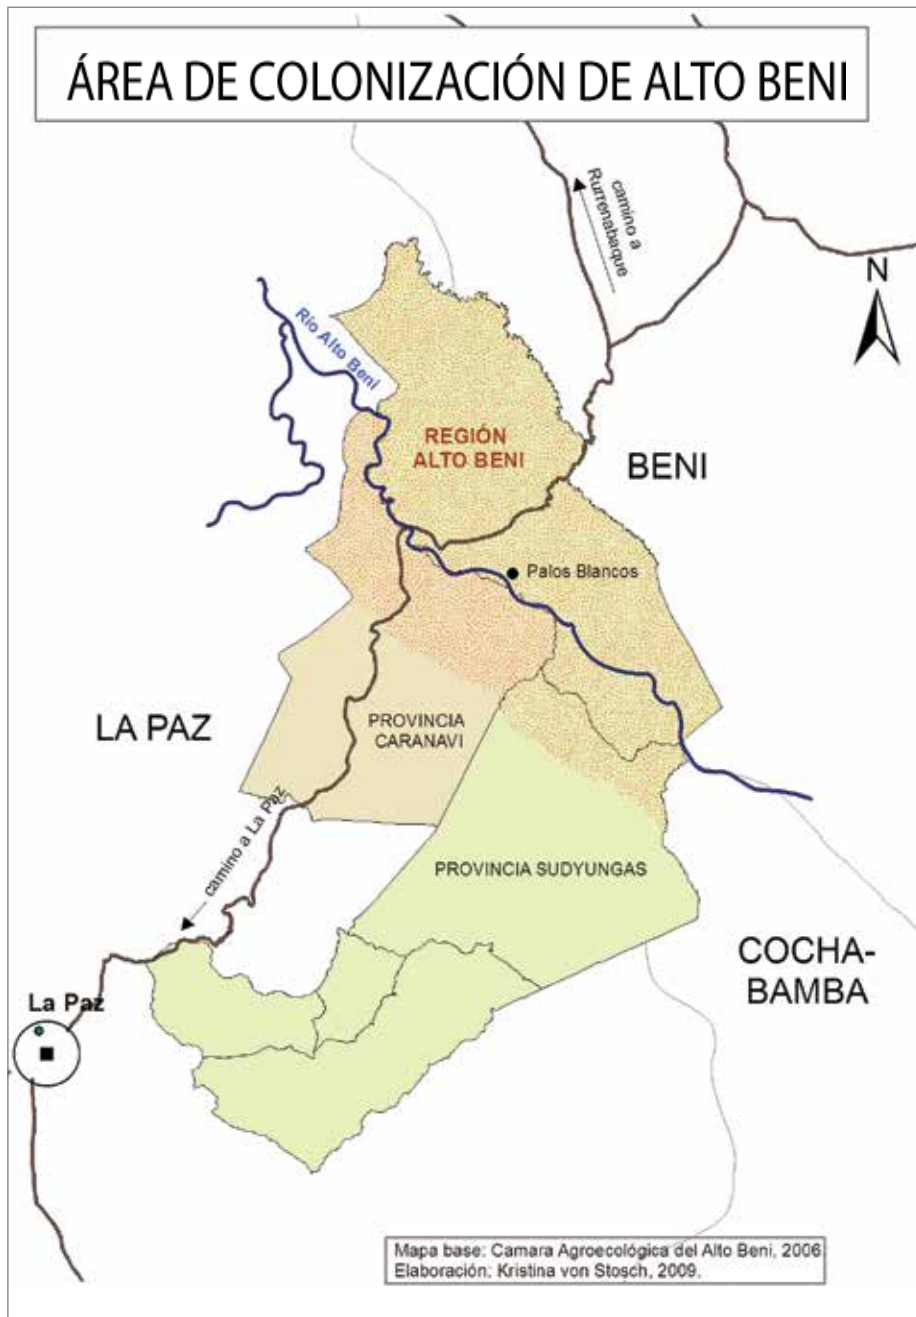 ÁREA DE COLONIZACIÓN DE ALTO BENI
camino a
Rurrenabaque
N
Río Alto Beni
REGIÓN
ALTO BENI
BENI
Palos Blancos
LA PAZ
PROVINCIA
CARANAVI
camino a La Paz
PROVINCIA SUDYUNGAS
COCHA-
BAMBA
La Paz
Mapa base: Camara Agroecológica del Alto Beni, 2006
Elaboración: Kristina von Stosch, 2009.